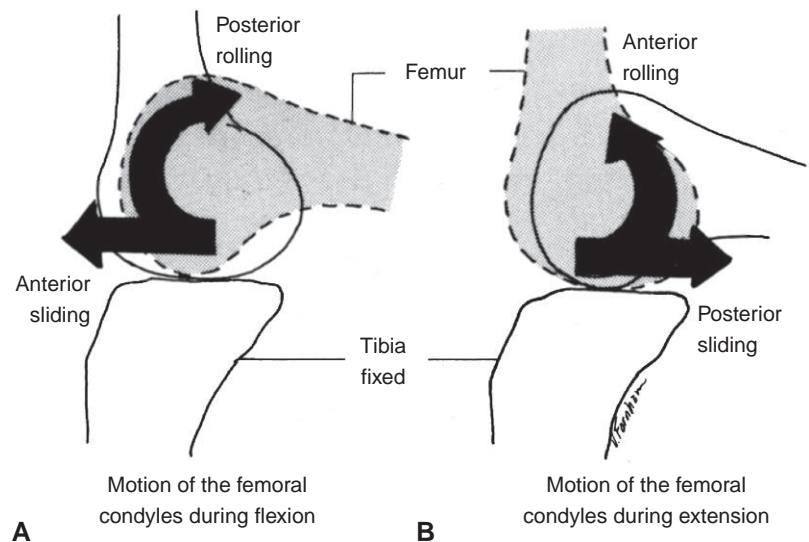 Posterior
rolling
Femur
Anterior
rolling
Anterior
sliding
Tibia
fixed
Posterior
sliding
V. Farnham
Motion of the femoral
condyles during flexion
Motion of the femoral
condyles during extension
A
B